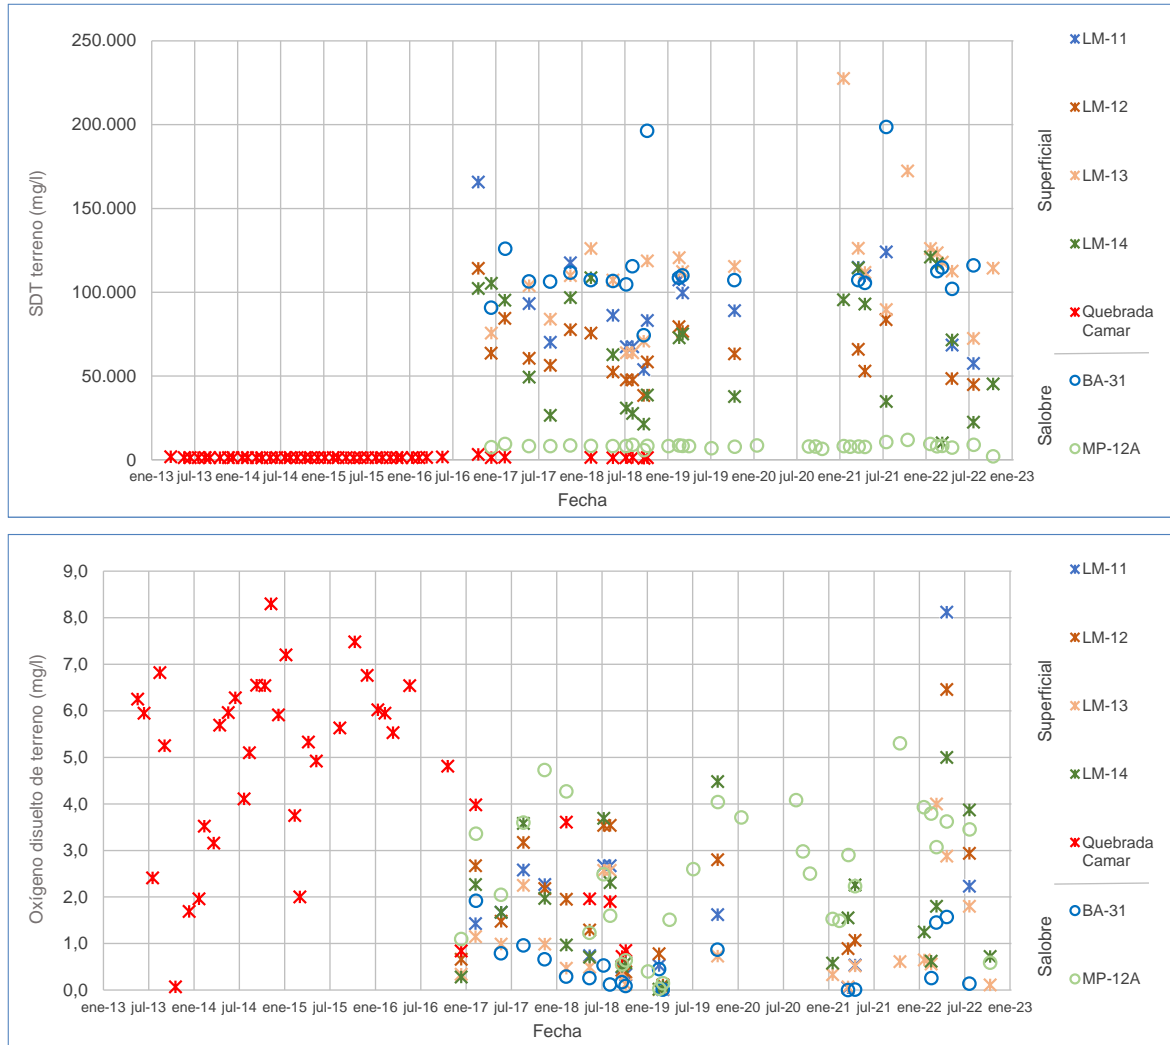 250.000
200.000
150.000
100.000
50.000
0
SDT terreno (mg/l)
ene-13 jul-13 ene-14 jul-14 ene-15 jul-15 ene-16 jul-16 ene-17 jul-17 ene-18 jul-18 ene-19 jul-19 ene-20 jul-20 ene-21 jul-21 ene-22 jul-22 ene-23
Fecha
LM-11
LM-12
LM-13
LM-14
Quebrada
Camar
BA-31
MP-12A
Superficial
Salobre
9,0
8,0
7,0
6,0
5,0
4,0
3,0
2,0
1,0
0,0
Oxígeno disuelto de terreno (mg/l)
ene-13 jul-13 ene-14 jul-14 ene-15 jul-15 ene-16 jul-16 ene-17 jul-17 ene-18 jul-18 ene-19 jul-19 ene-20 jul-20 ene-21 jul-21 ene-22 jul-22 ene-23
Fecha
LM-11
LM-12
LM-13
LM-14
Quebrada
Camar
BA-31
MP-12A
Superficial
Salobre